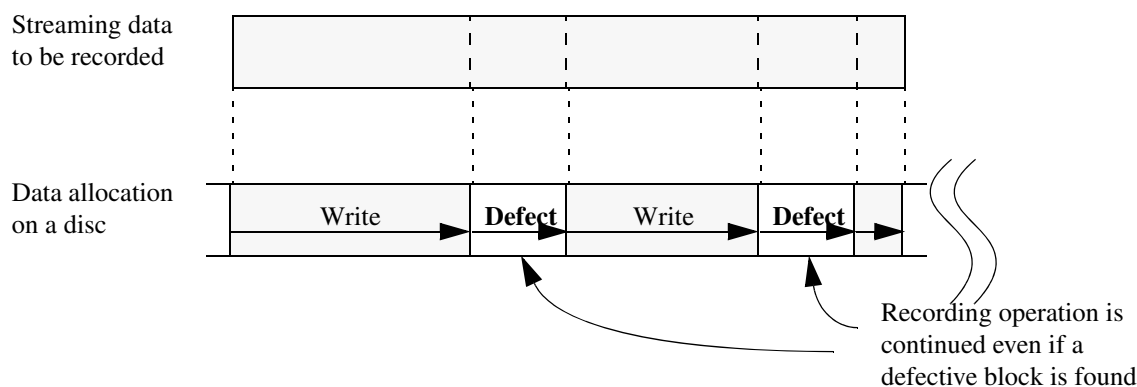 Streaming data
to be recorded
Data allocation
on a disc
Write
Defect
Write
Defect
Recording operation is
continued even if a
defective block is found